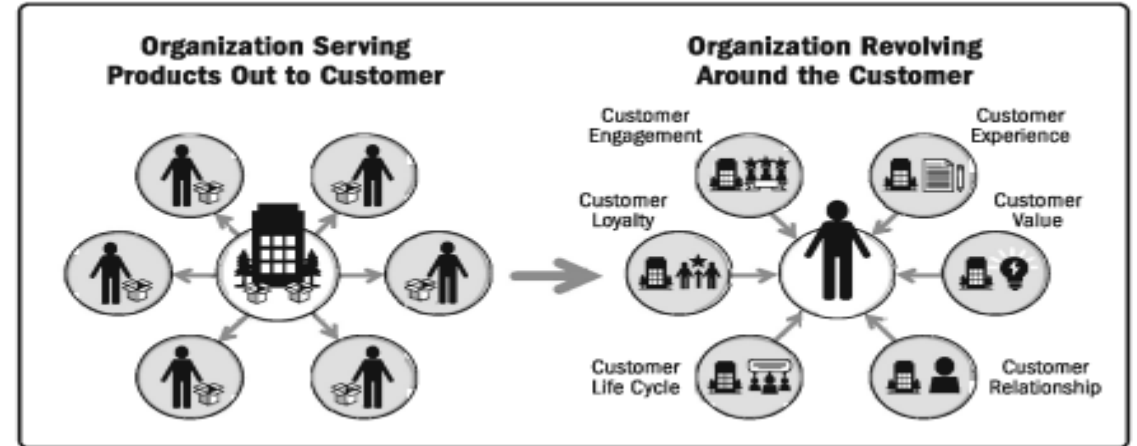 Organization Serving
Products Out to Customer
Organization Revolving
Around the Customer
Customer
Engagement
Customer
Experience
Customer
Loyalty
Customer
Value
Customer
Life Cycle
Customer
Relationship